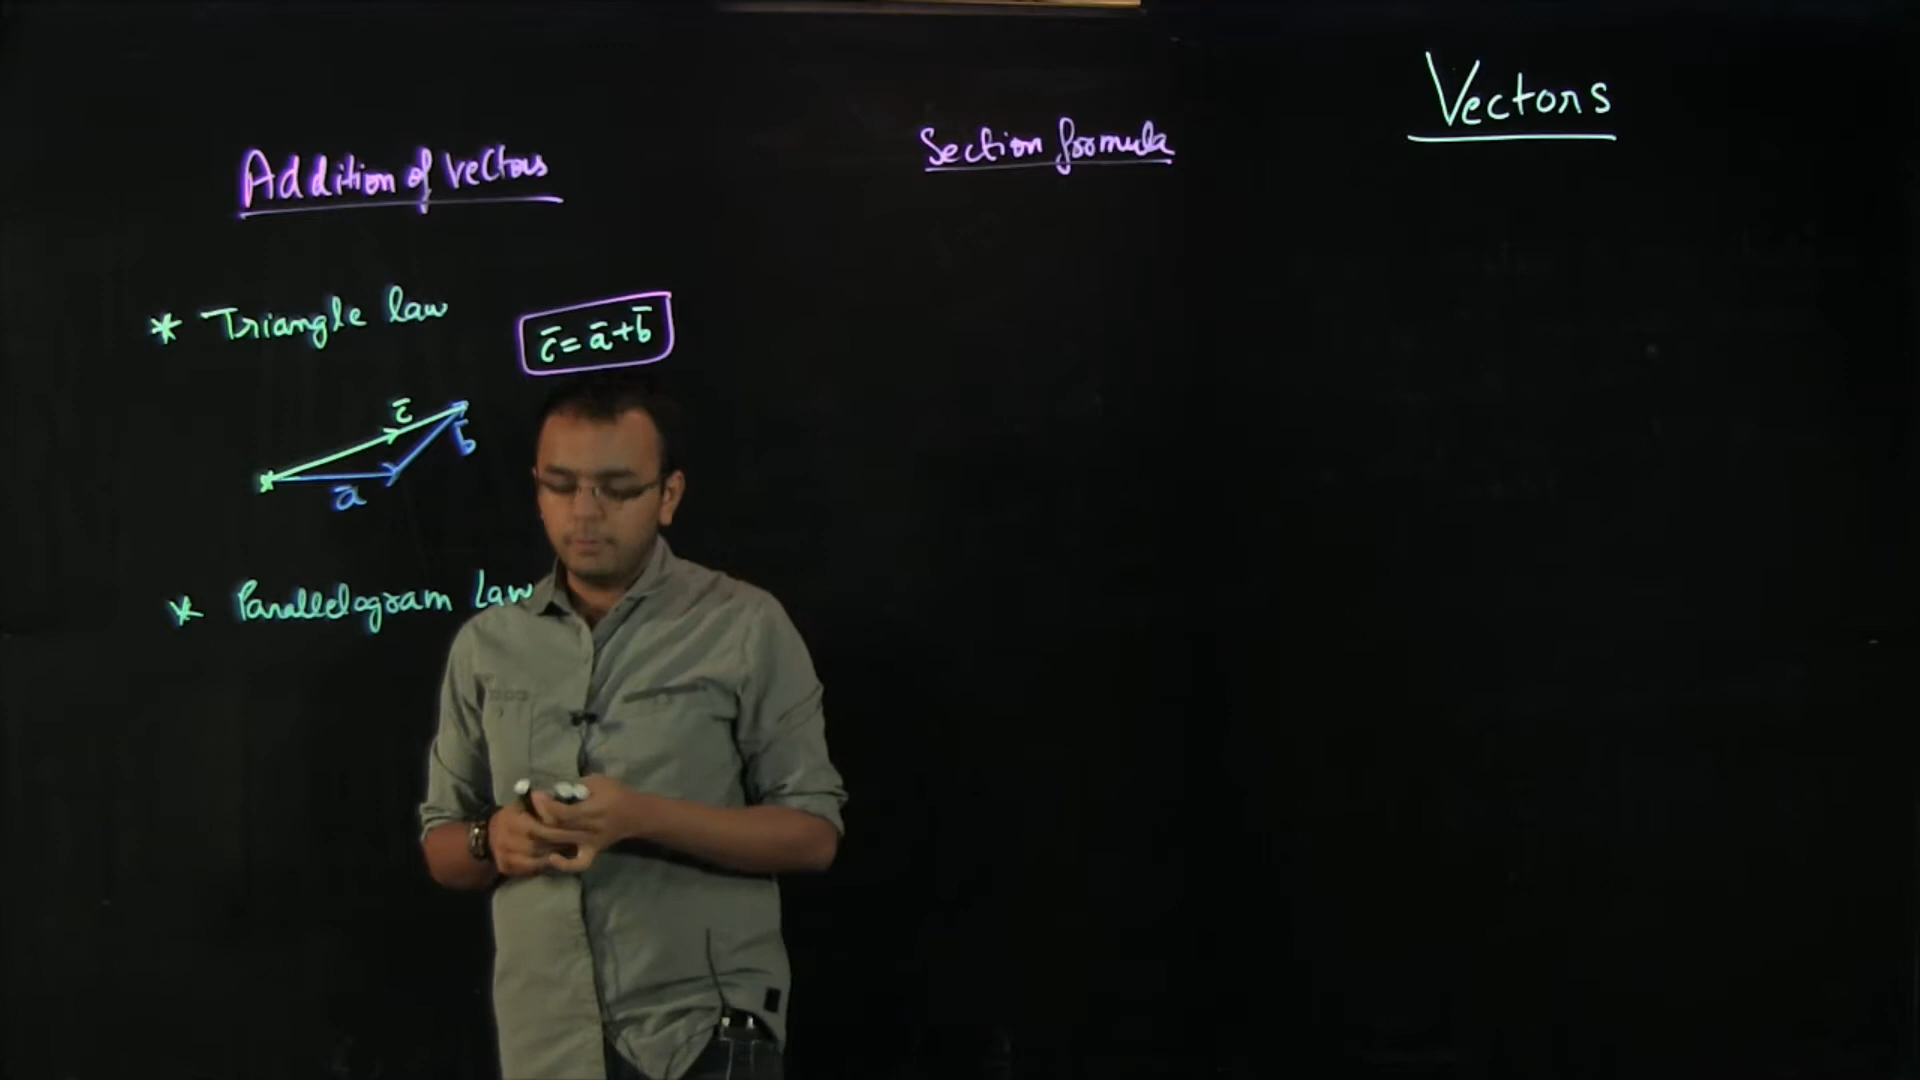 Vectors
Addition of vectors
* Triangle law
c̄ = ā + b̄
c̄
b̄
ā
* Parallelogram Law
Section formula